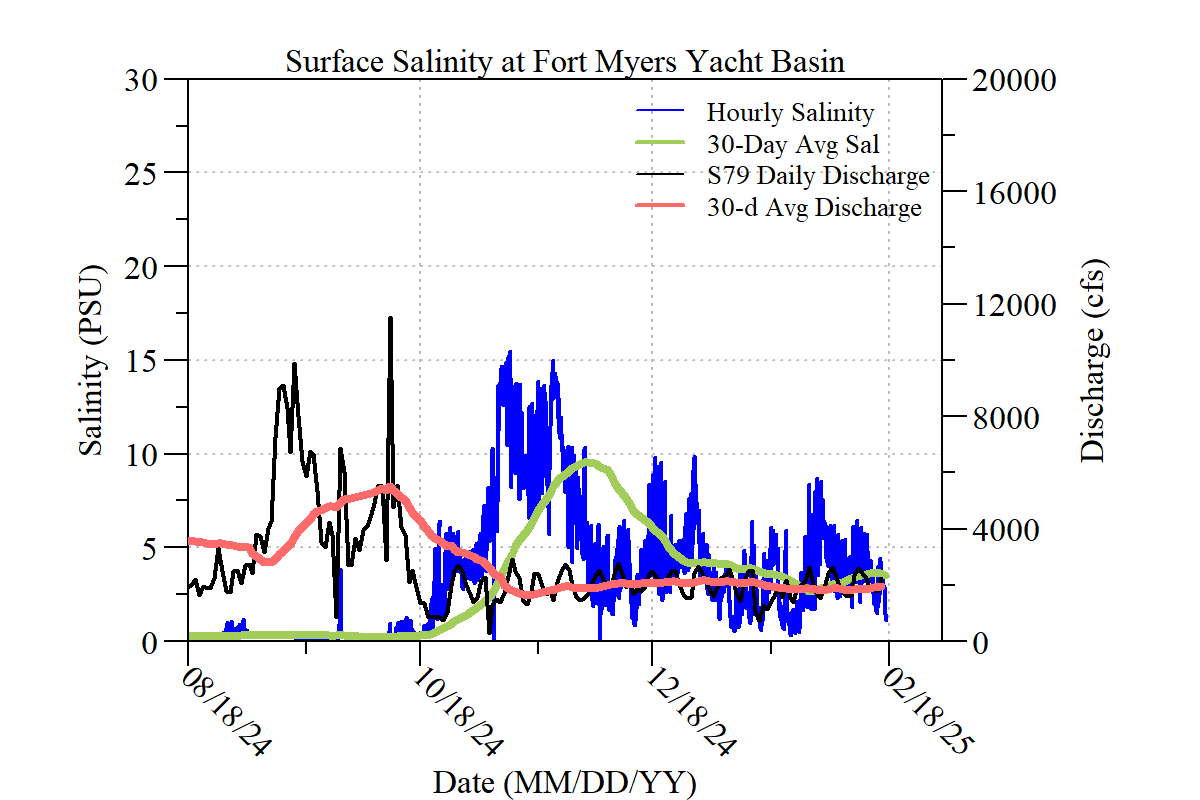 Surface Salinity at Fort Myers Yacht Basin
30
25
20
15
10
5
0
Salinity (PSU)
Hourly Salinity
30-Day Avg Sal
S79 Daily Discharge
30-d Avg Discharge
20000
16000
12000
8000
4000
0
Discharge (cfs)
08/18/24
10/18/24
12/18/24
02/18/25
Date (MM/DD/YY)